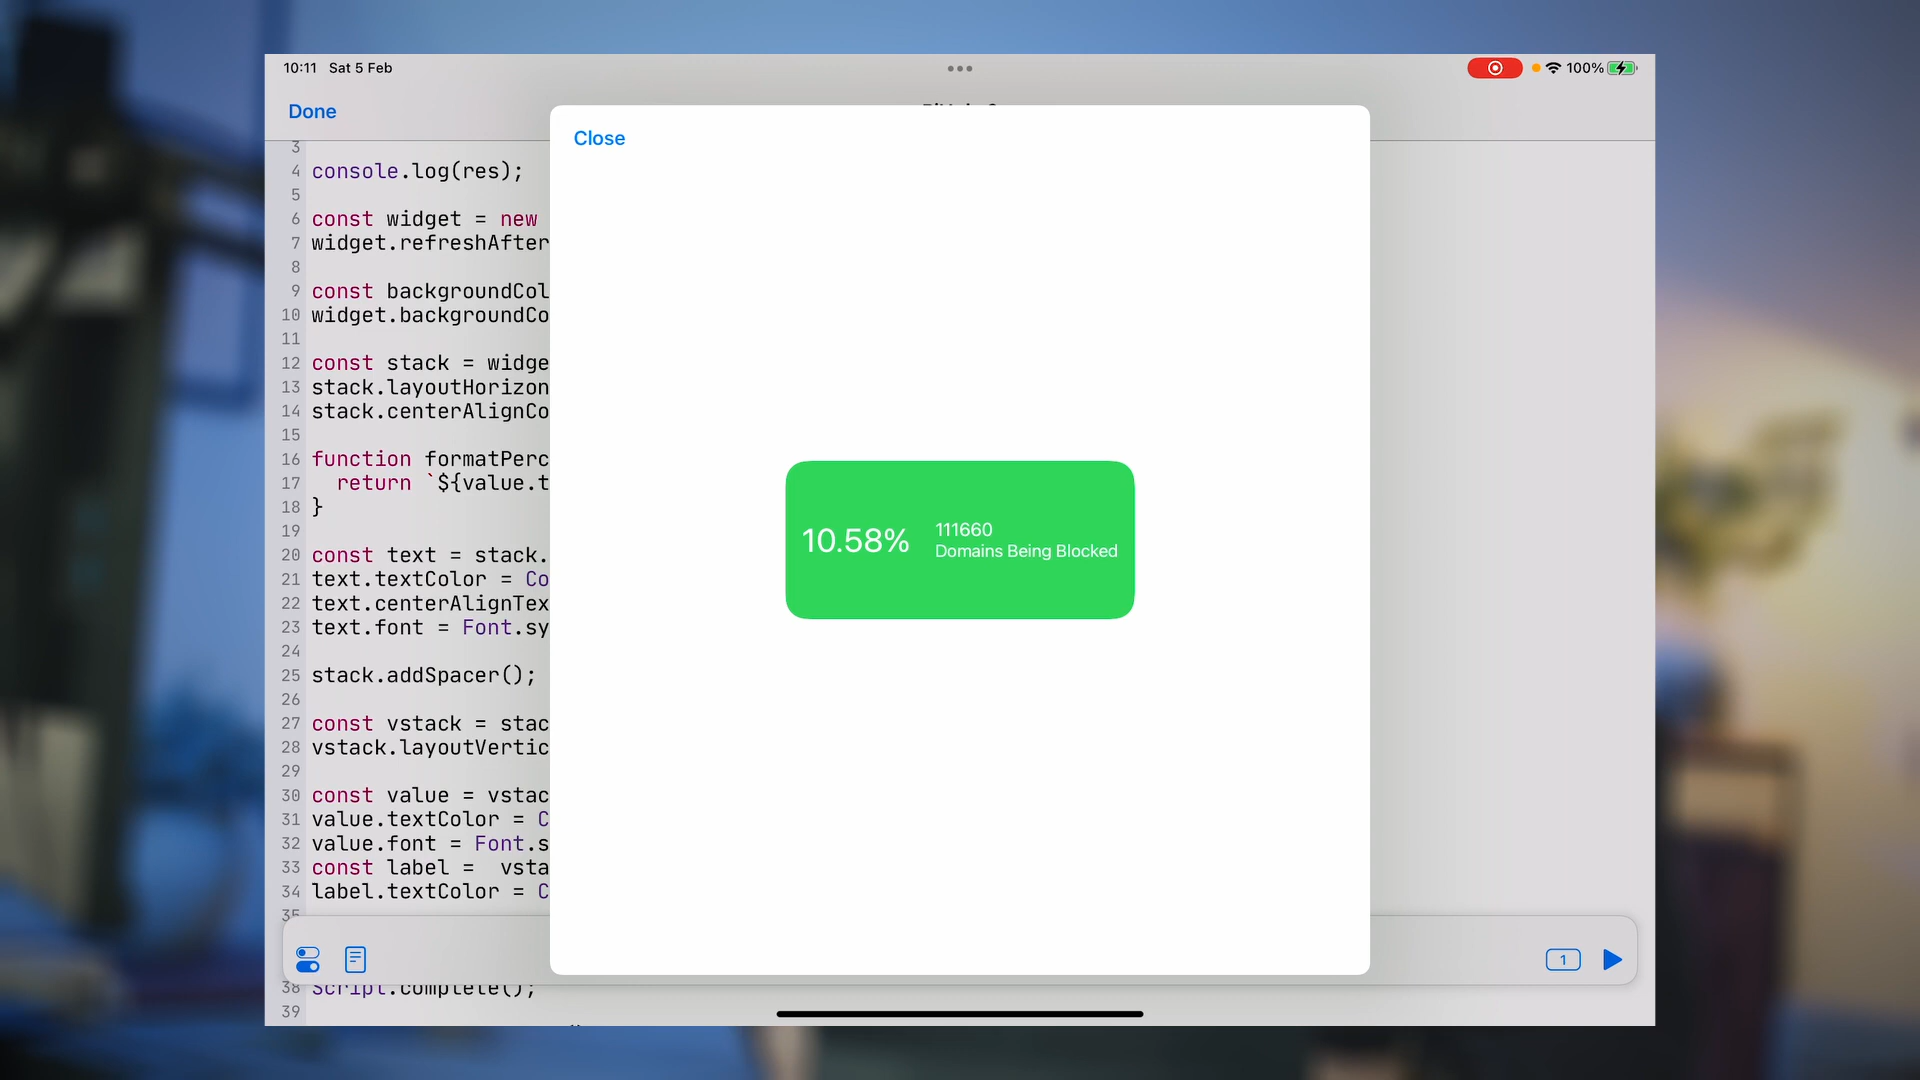 10:11 Sat 5 Feb
100%
Done
Close
3
4 console.log(res);
5
6 const widget = new
7 widget.refreshAfter
8
9 const backgroundCol
10 widget.backgroundCo
11
12 const stack = widge
13 stack.layoutHorizon
14 stack.centerAlignCo
15
16 function formatPerc
17 return `${value.t
18 }
19
20 const text = stack.
21 text.textColor = Co
22 text.centerAlignTex
23 text.font = Font.sy
24
25 stack.addSpacer();
26
27 const vstack = stac
28 vstack.layoutVertic
29
30 const value = vstac
31 value.textColor = C
32 value.font = Font.s
33 const label = vsta
34 label.textColor = C
35
38 Script.complete();
39
10.58%
111660
Domains Being Blocked
1